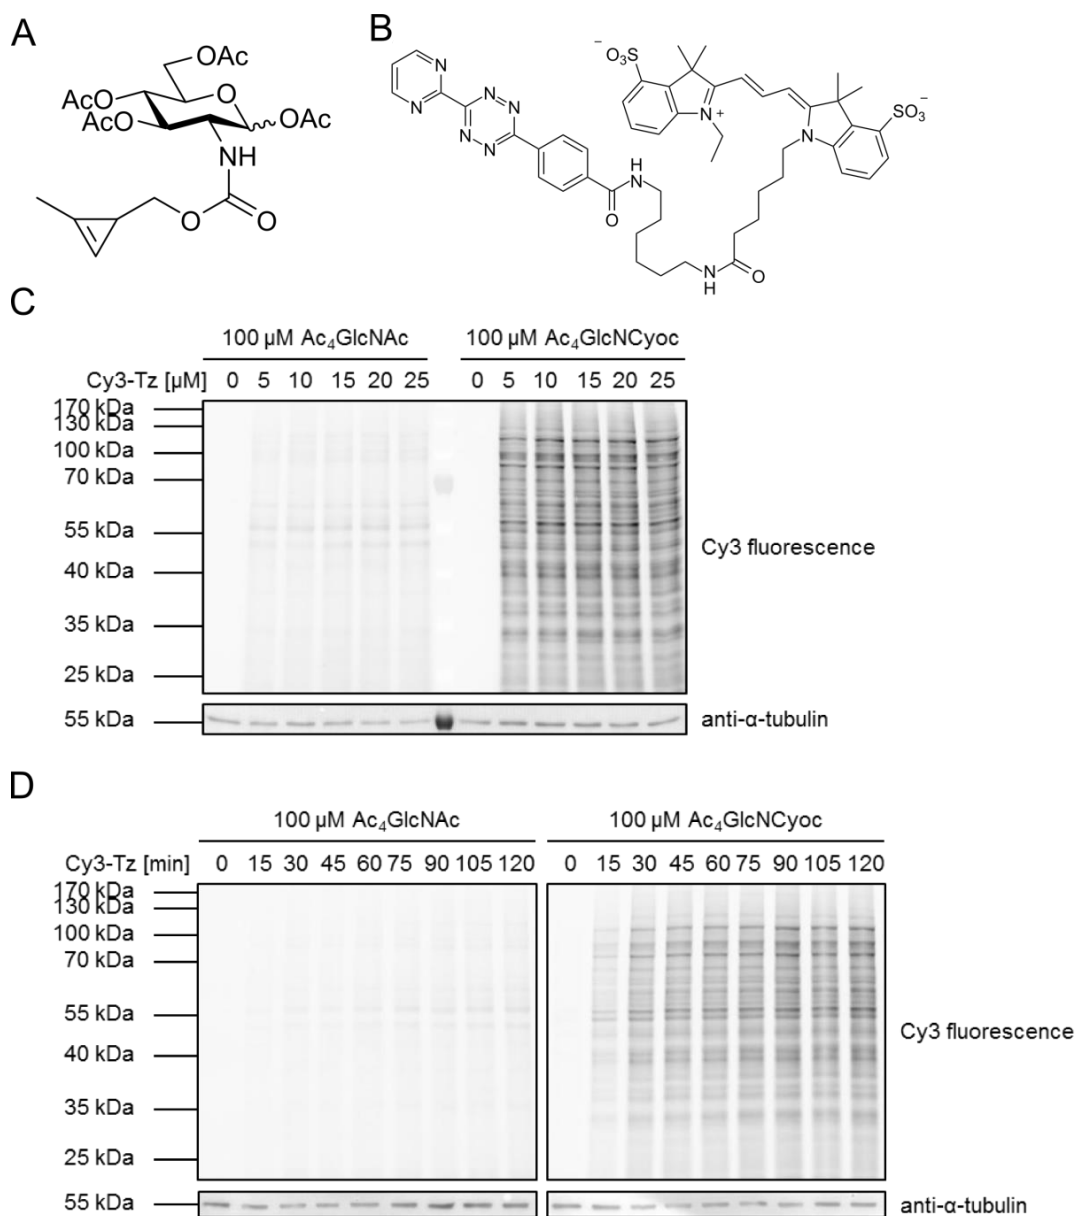 A
B
OAc
AcO
AcO
O
OAc
NH
O
O
N
N
N
N
N
N
H
N
O
⁻O₃S
N
+
SO₃⁻
N
N
H
O
C
100 µM Ac₄GlcNAc 100 µM Ac₄GlcNCyoc
Cy3-Tz [µM] 0 5 10 15 20 25 0 5 10 15 20 25
170 kDa
130 kDa
100 kDa
70 kDa
55 kDa
40 kDa
35 kDa
25 kDa
Cy3 fluorescence
55 kDa
anti-α-tubulin
D
100 µM Ac₄GlcNAc 100 µM Ac₄GlcNCyoc
Cy3-Tz [min] 0 15 30 45 60 75 90 105 120 0 15 30 45 60 75 90 105 120
170 kDa
130 kDa
100 kDa
70 kDa
55 kDa
40 kDa
35 kDa
25 kDa
Cy3 fluorescence
55 kDa
anti-α-tubulin